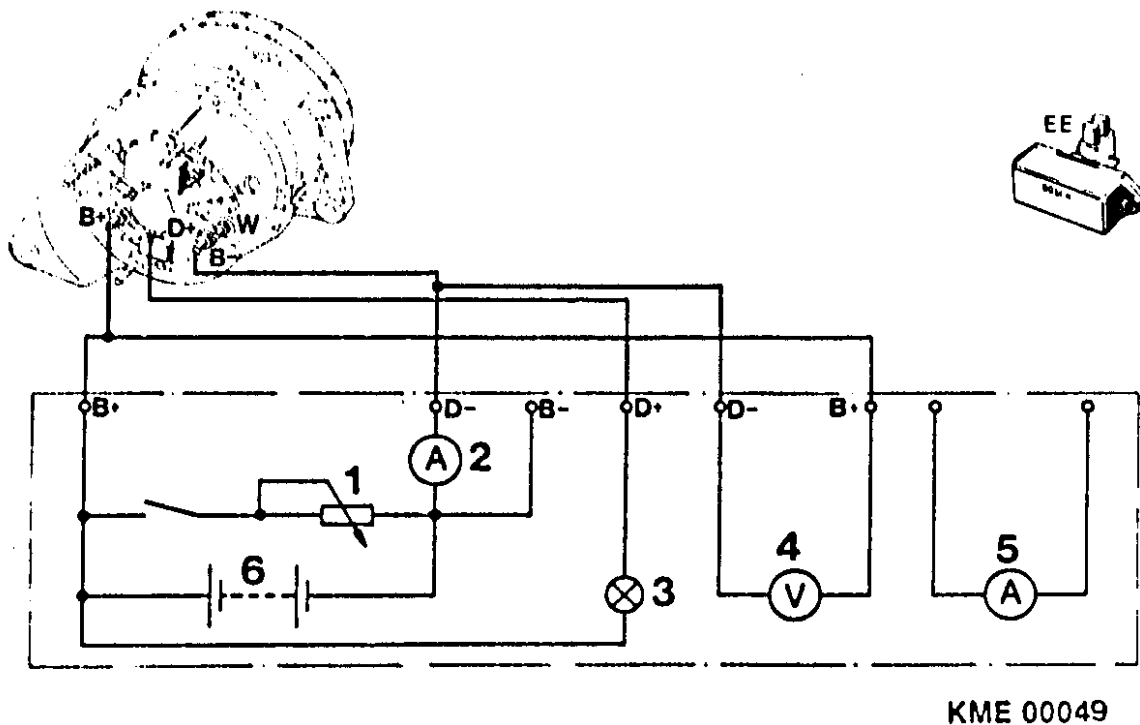 EE
B+ D+ W
B-
B+ D- B- D+ D- B+
A 2
1
6 3 4 5
V A
KME 00049